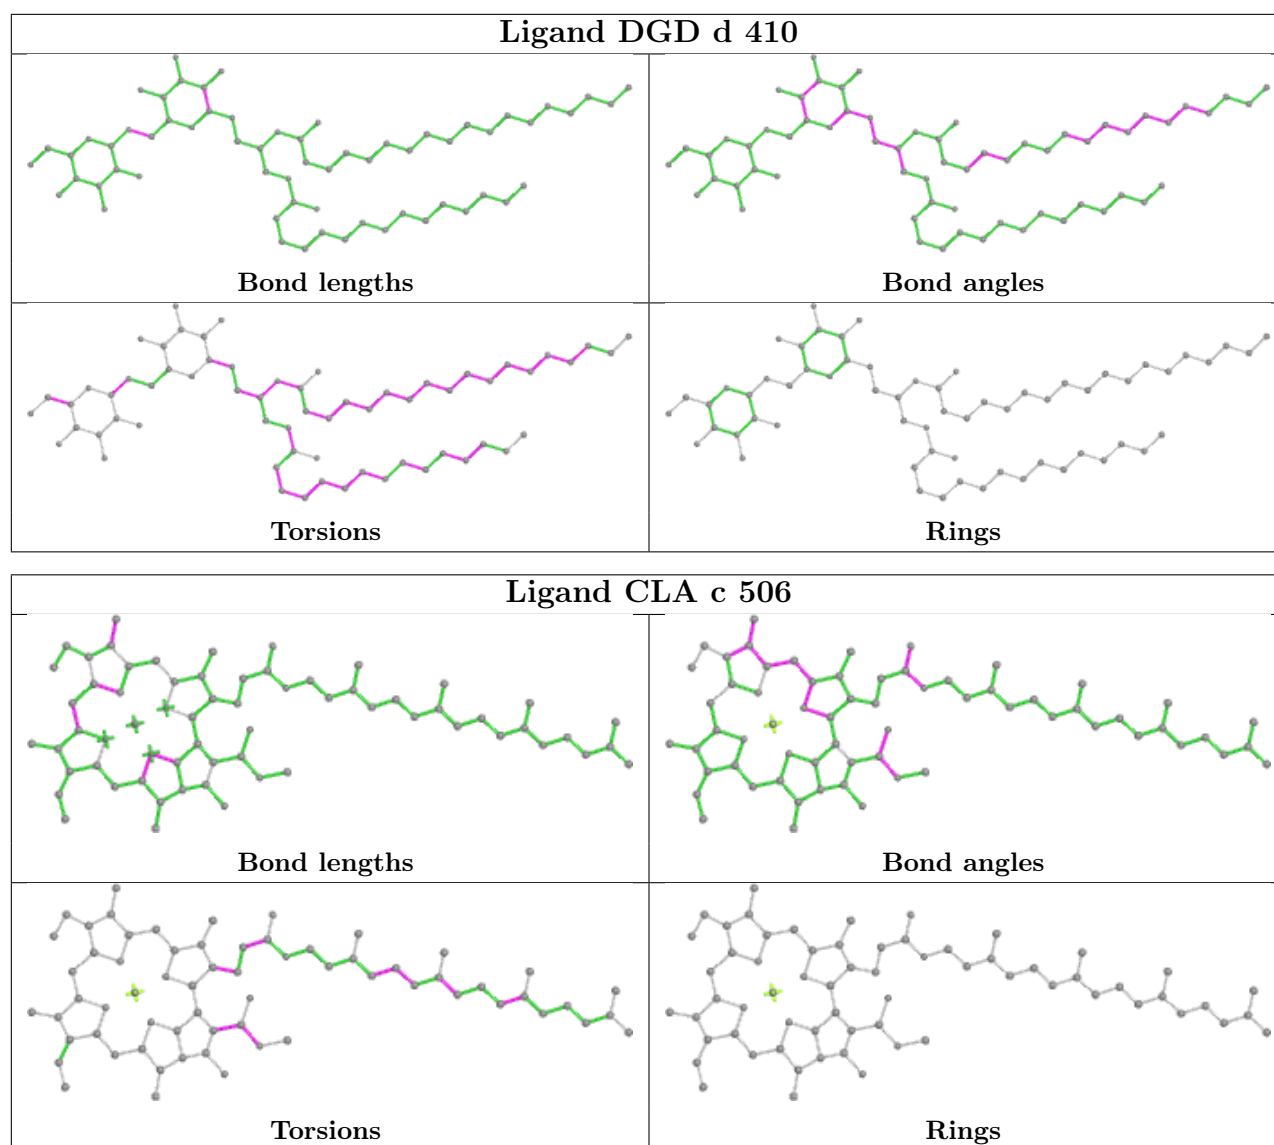 Ligand DGD d 410
Bond lengths
Bond angles
Torsions
Rings
Ligand CLA c 506
Bond lengths
Bond angles
Torsions
Rings